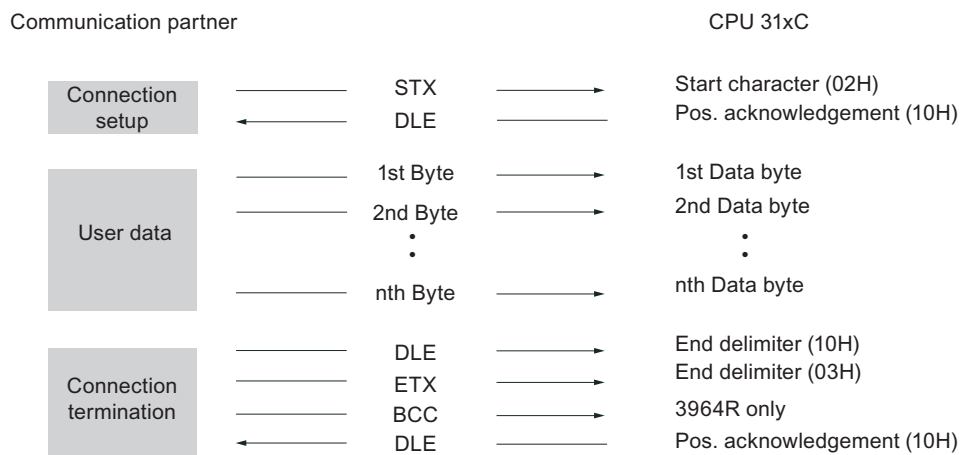 Communication partner CPU 31xC
Connection setup
STX Start character (02H)
DLE Pos. acknowledgement (10H)
User data
1st Byte 1st Data byte
2nd Byte 2nd Data byte
nth Byte nth Data byte
Connection termination
DLE End delimiter (10H)
ETX End delimiter (03H)
BCC 3964R only
DLE Pos. acknowledgement (10H)